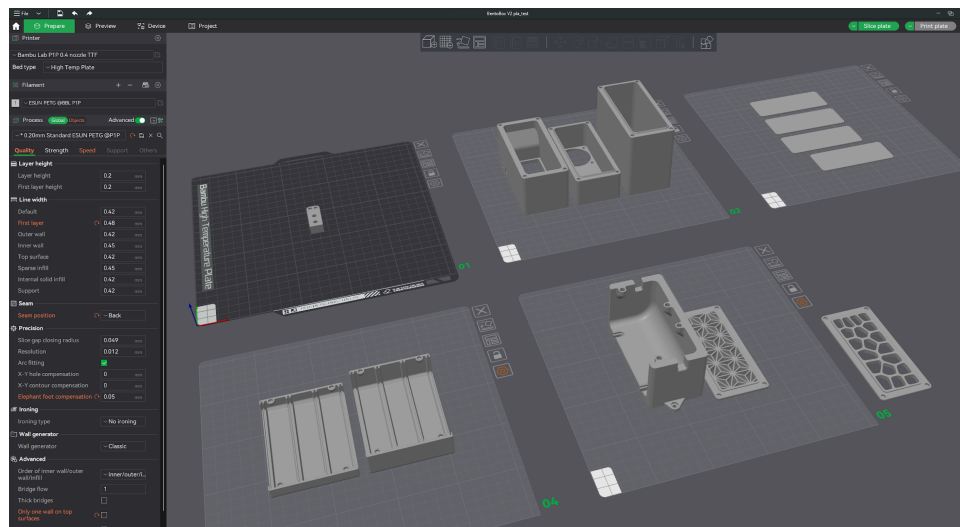 File
BentoBox V2 pla_test
Prepare
Preview
Device
Project
Slice plate
Print plate
Printer
Bambu Lab P1P 0.4 nozzle TTF
Bed type
High Temp Plate
Filament
1
ESUN PETG @BBL P1P
Process
Global
Objects
Advanced
* 0.20mm Standard ESUN PETG @P1P
Quality
Strength
Speed
Support
Others
Layer height
Layer height
0.2
mm
First layer height
0.2
mm
Line width
Default
0.42
mm
First layer
0.48
mm
Outer wall
0.42
mm
Inner wall
0.45
mm
Top surface
0.42
mm
Sparse infill
0.45
mm
Internal solid infill
0.42
mm
Support
0.42
mm
Seam
Seam position
Back
Precision
Slice gap closing radius
0.049
mm
Resolution
0.012
mm
Arc fitting
X-Y hole compensation
0
mm
X-Y contour compensation
0
mm
Elephant foot compensation
0.05
mm
Ironing
Ironing type
No ironing
Wall generator
Wall generator
Classic
Advanced
Order of inner wall/outer
wall/infill
inner/outer/i...
Bridge flow
1
Thick bridges
Only one wall on top
surfaces
Bambu High Temperature Plate
01
02
04
05